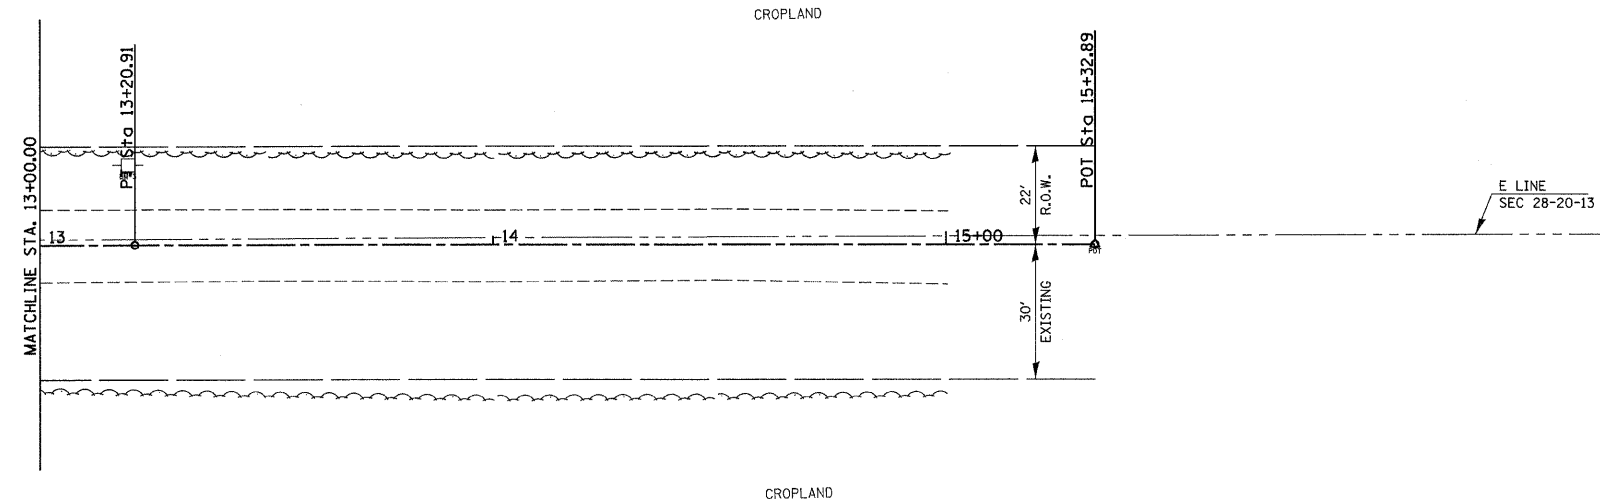 CROPLAND
MATCHLINE STA. 13+00.00
PI Sta 13+20.91
POT Sta 15+32.89
13
14
15+00
POT
22'
R.O.W.
30'
EXISTING
E LINE
SEC 28-20-13
CROPLAND